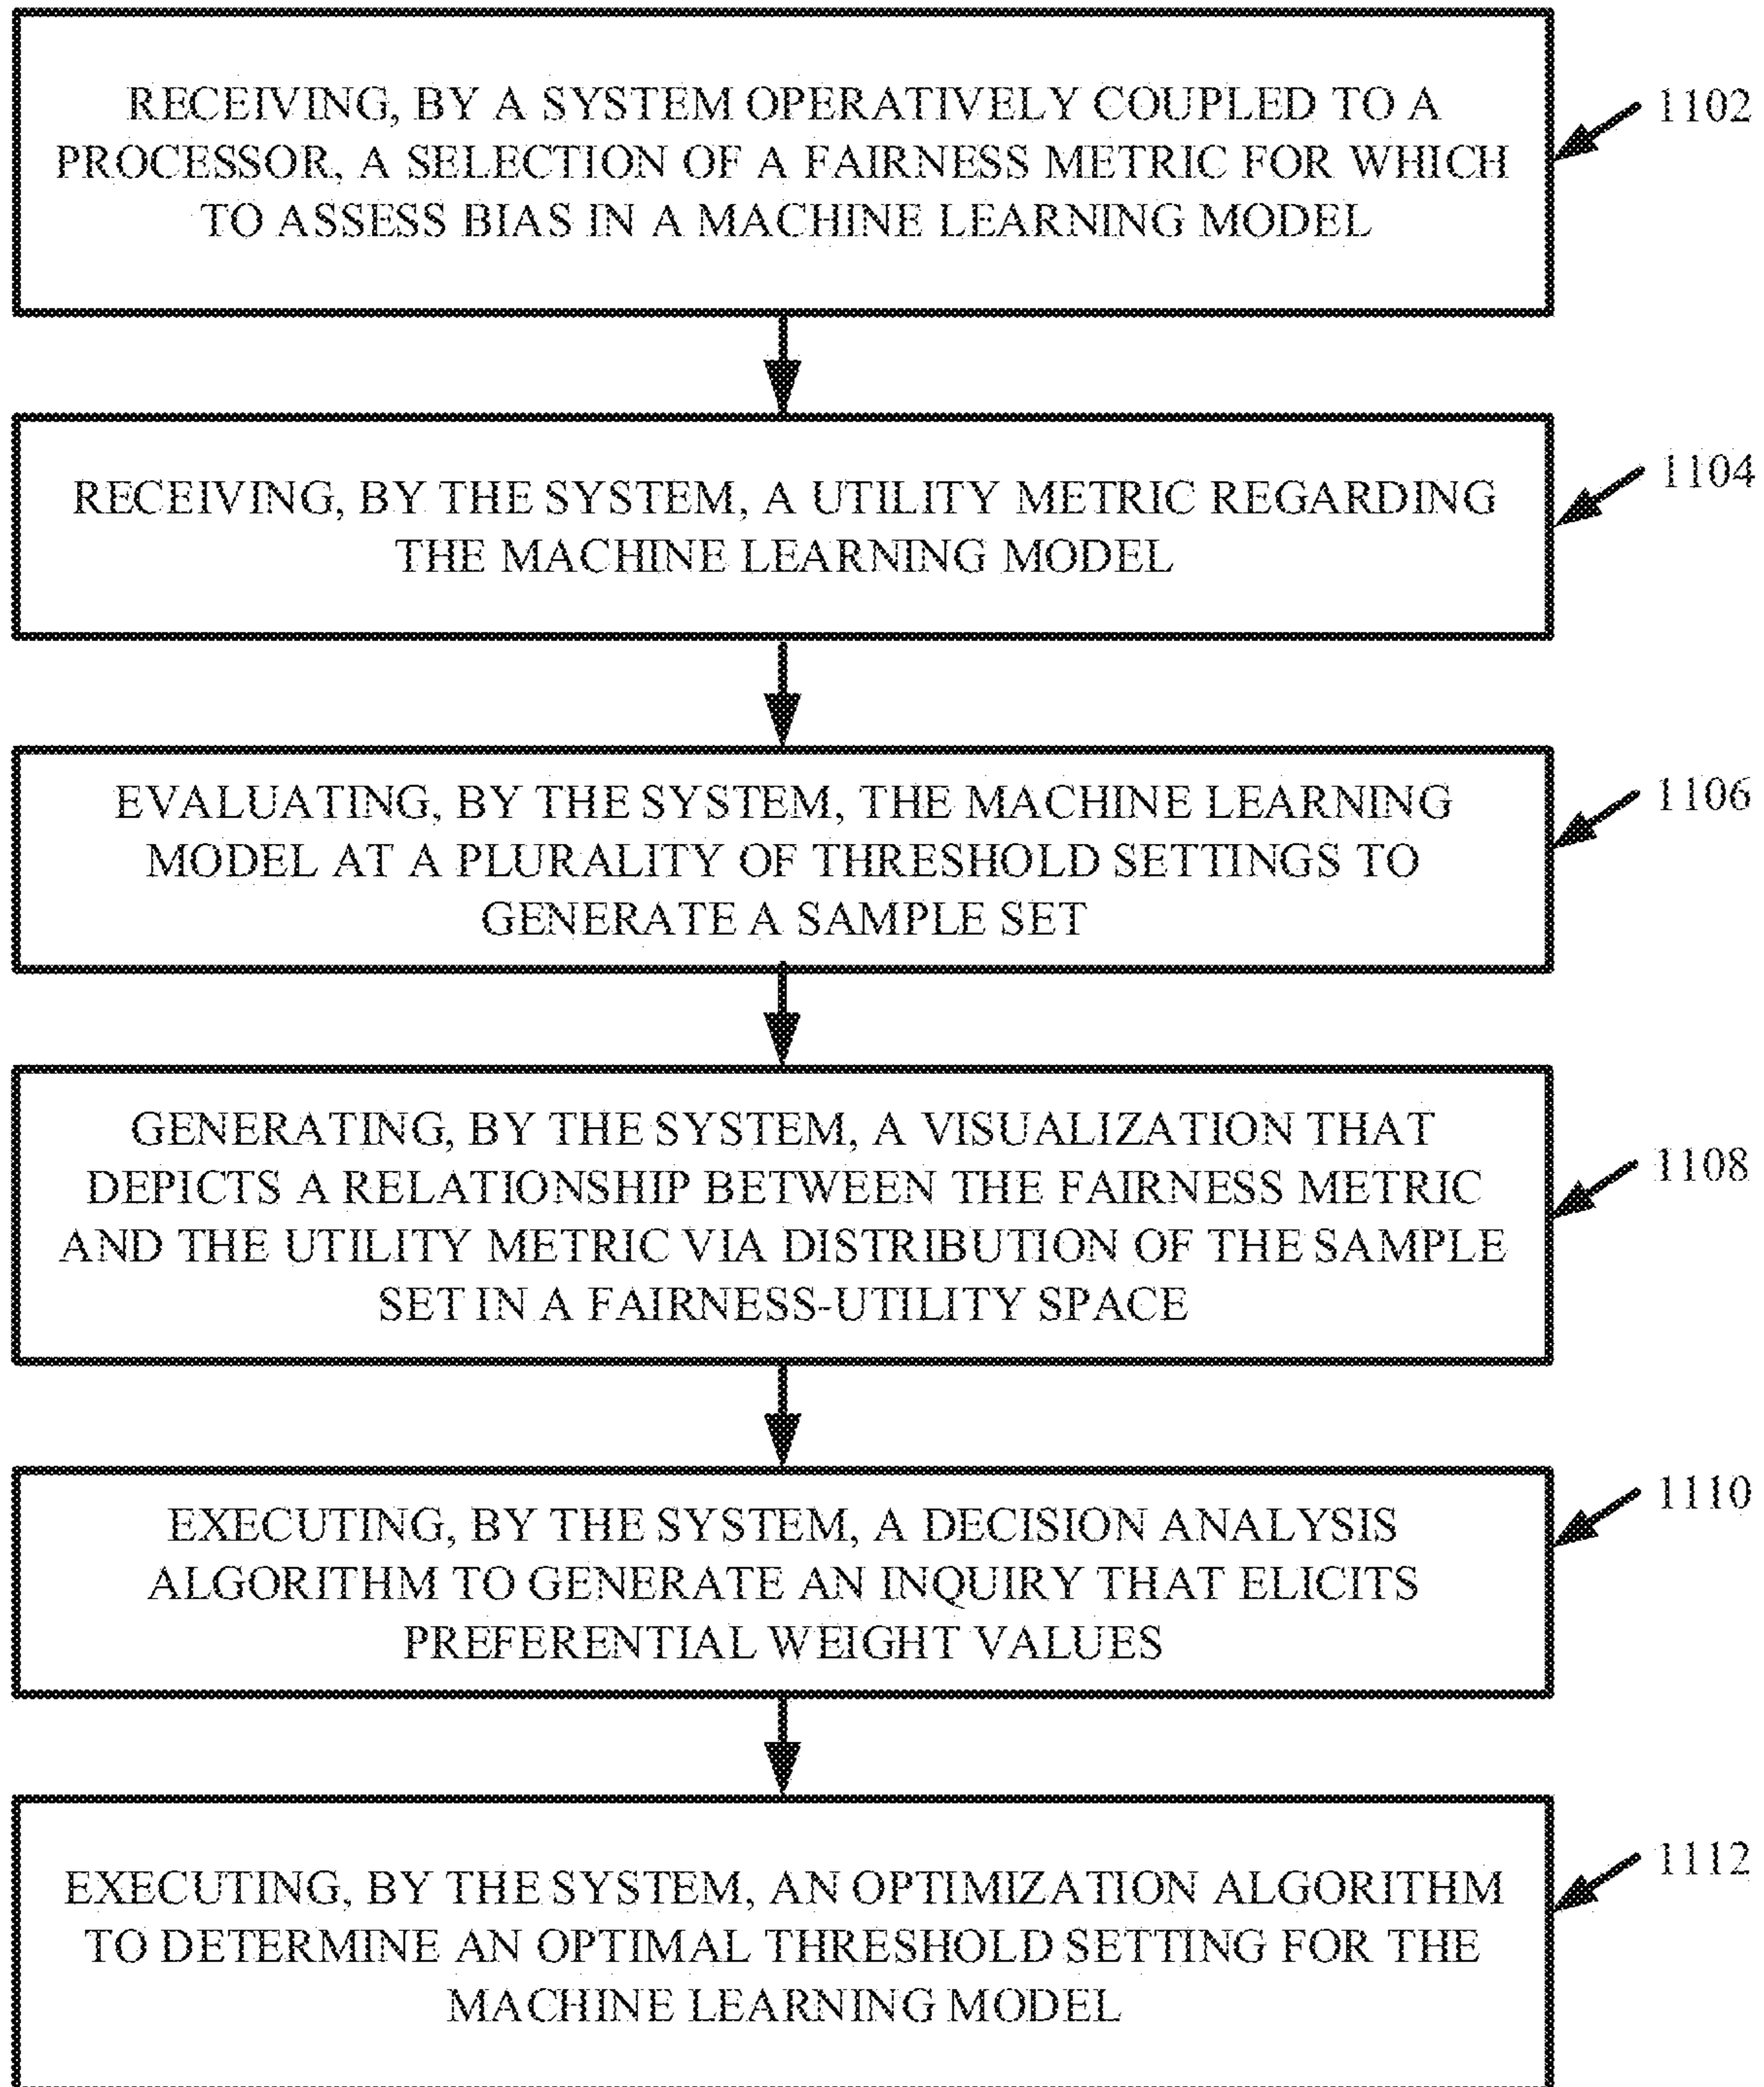 RECEIVING, BY A SYSTEM OPERATIVELY COUPLED TO A
PROCESSOR, A SELECTION OF A FAIRNESS METRIC FOR WHICH
TO ASSESS BIAS IN A MACHINE LEARNING MODEL
1102
RECEIVING, BY THE SYSTEM, A UTILITY METRIC REGARDING
THE MACHINE LEARNING MODEL
1104
EVALUATING, BY THE SYSTEM, THE MACHINE LEARNING
MODEL AT A PLURALITY OF THRESHOLD SETTINGS TO
GENERATE A SAMPLE SET
1106
GENERATING, BY THE SYSTEM, A VISUALIZATION THAT
DEPICTS A RELATIONSHIP BETWEEN THE FAIRNESS METRIC
AND THE UTILITY METRIC VIA DISTRIBUTION OF THE SAMPLE
SET IN A FAIRNESS-UTILITY SPACE
1108
EXECUTING, BY THE SYSTEM, A DECISION ANALYSIS
ALGORITHM TO GENERATE AN INQUIRY THAT ELICITS
PREFERENTIAL WEIGHT VALUES
1110
EXECUTING, BY THE SYSTEM, AN OPTIMIZATION ALGORITHM
TO DETERMINE AN OPTIMAL THRESHOLD SETTING FOR THE
MACHINE LEARNING MODEL
1112